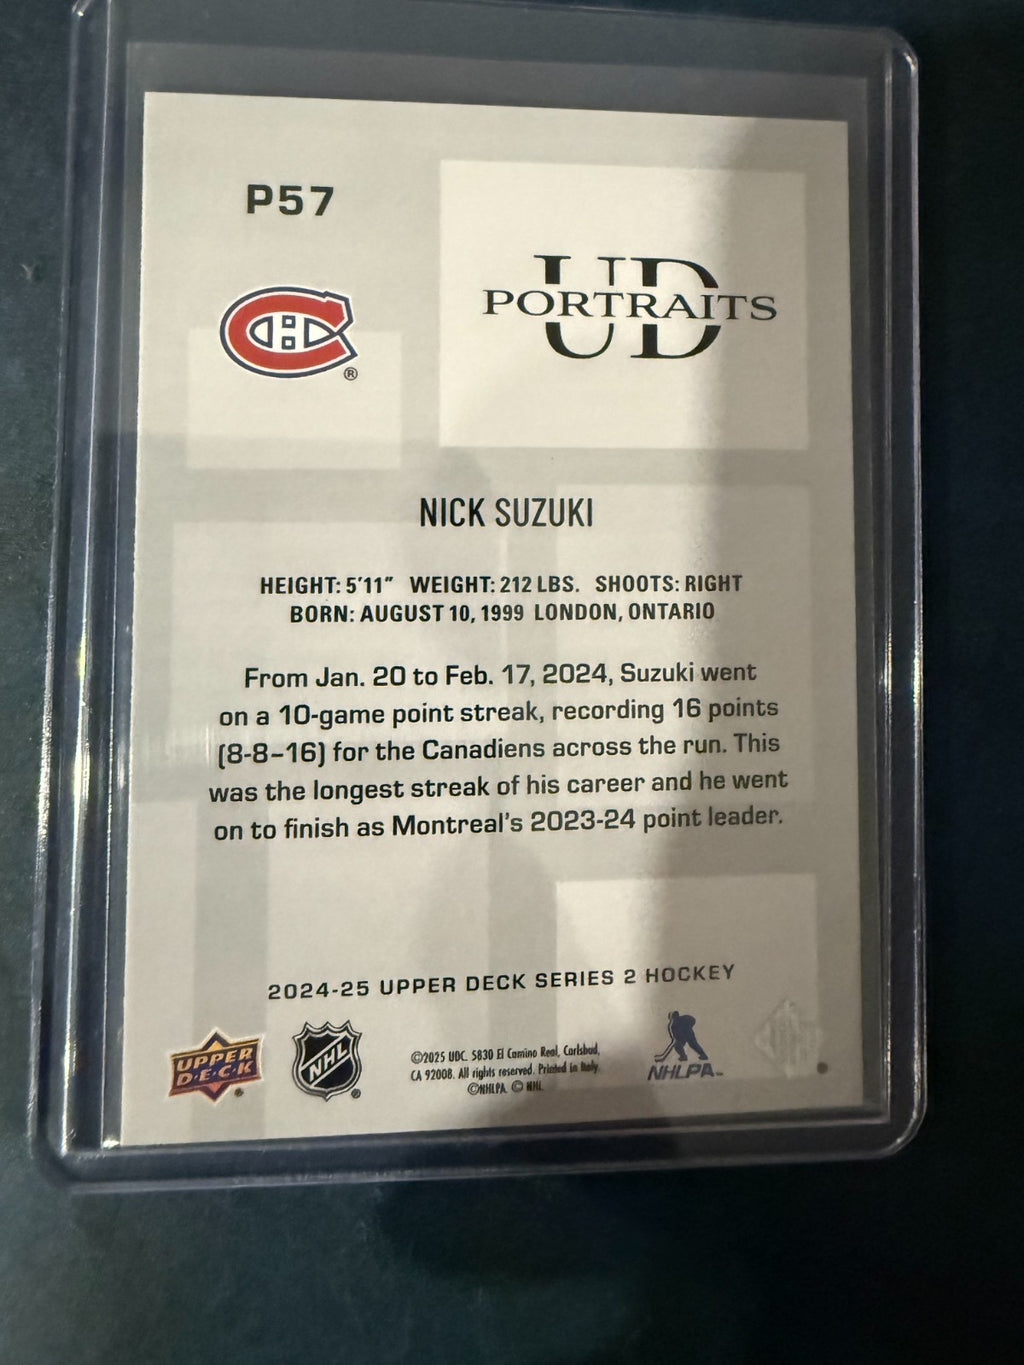 P57
UD
PORTRAITS
®
NICK SUZUKI
HEIGHT: 5'11" WEIGHT: 212 LBS. SHOOTS: RIGHT
BORN: AUGUST 10, 1999 LONDON, ONTARIO
From Jan. 20 to Feb. 17, 2024, Suzuki went
on a 10-game point streak, recording 16 points
(8-8–16) for the Canadiens across the run. This
was the longest streak of his career and he went
on to finish as Montreal's 2023-24 point leader.
2024-25 UPPER DECK SERIES 2 HOCKEY
UPPER
D•E•C•K
®
NHL
®
©2025 UDC. 5830 El Camino Real, Carlsbad,
CA 92008. All rights reserved. Printed in Italy.
©NHLPA. © NHL.
NHLPA™